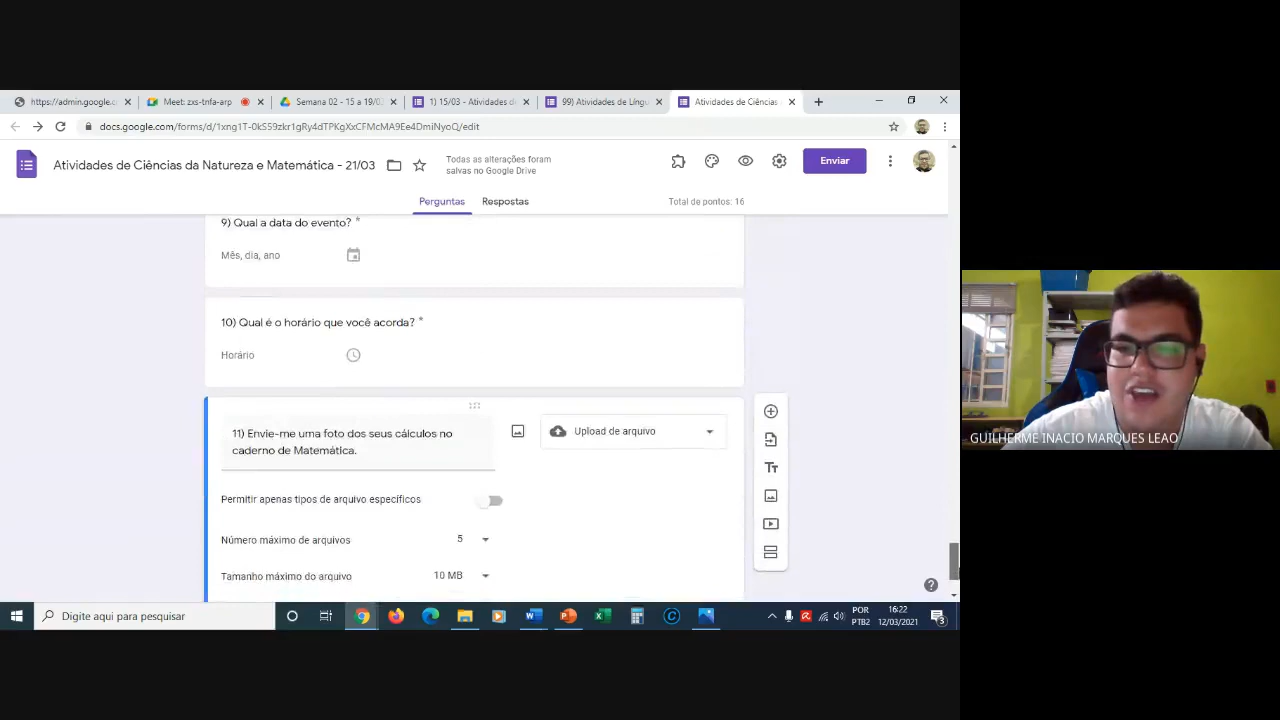 https://admin.google.c
Meet: zxs-tnfa-arp
Semana 02 - 15 a 19/03
1) 15/03 - Atividades de
99) Atividades de Língu
Atividades de Ciências
docs.google.com/forms/d/1xng1T-0kS59zkr1gRy4dTPKgXxCFMcMA9Ee4DmiNyoQ/edit
Atividades de Ciências da Natureza e Matemática - 21/03
Todas as alterações foram
salvas no Google Drive
Enviar
Perguntas
Respostas
Total de pontos: 16
9) Qual a data do evento? *
Mês, dia, ano
10) Qual é o horário que você acorda? *
Horário
11) Envie-me uma foto dos seus cálculos no
caderno de Matemática.
Upload de arquivo
Permitir apenas tipos de arquivo específicos
Número máximo de arquivos
5
Tamanho máximo do arquivo
10 MB
GUILHERME INACIO MARQUES LEAO
Digite aqui para pesquisar
POR
PTB2
16:22
12/03/2021
3